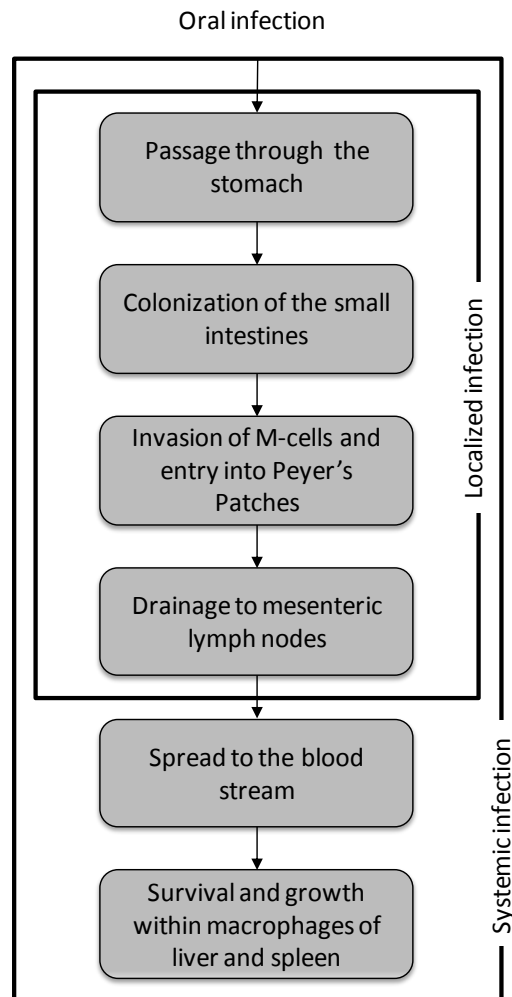 Oral infection
Passage through the
stomach
Colonization of the small
intestines
Invasion of M-cells and
entry into Peyer’s
Patches
Drainage to mesenteric
lymph nodes
Localized infection
Spread to the blood
stream
Survival and growth
within macrophages of
liver and spleen
Systemic infection